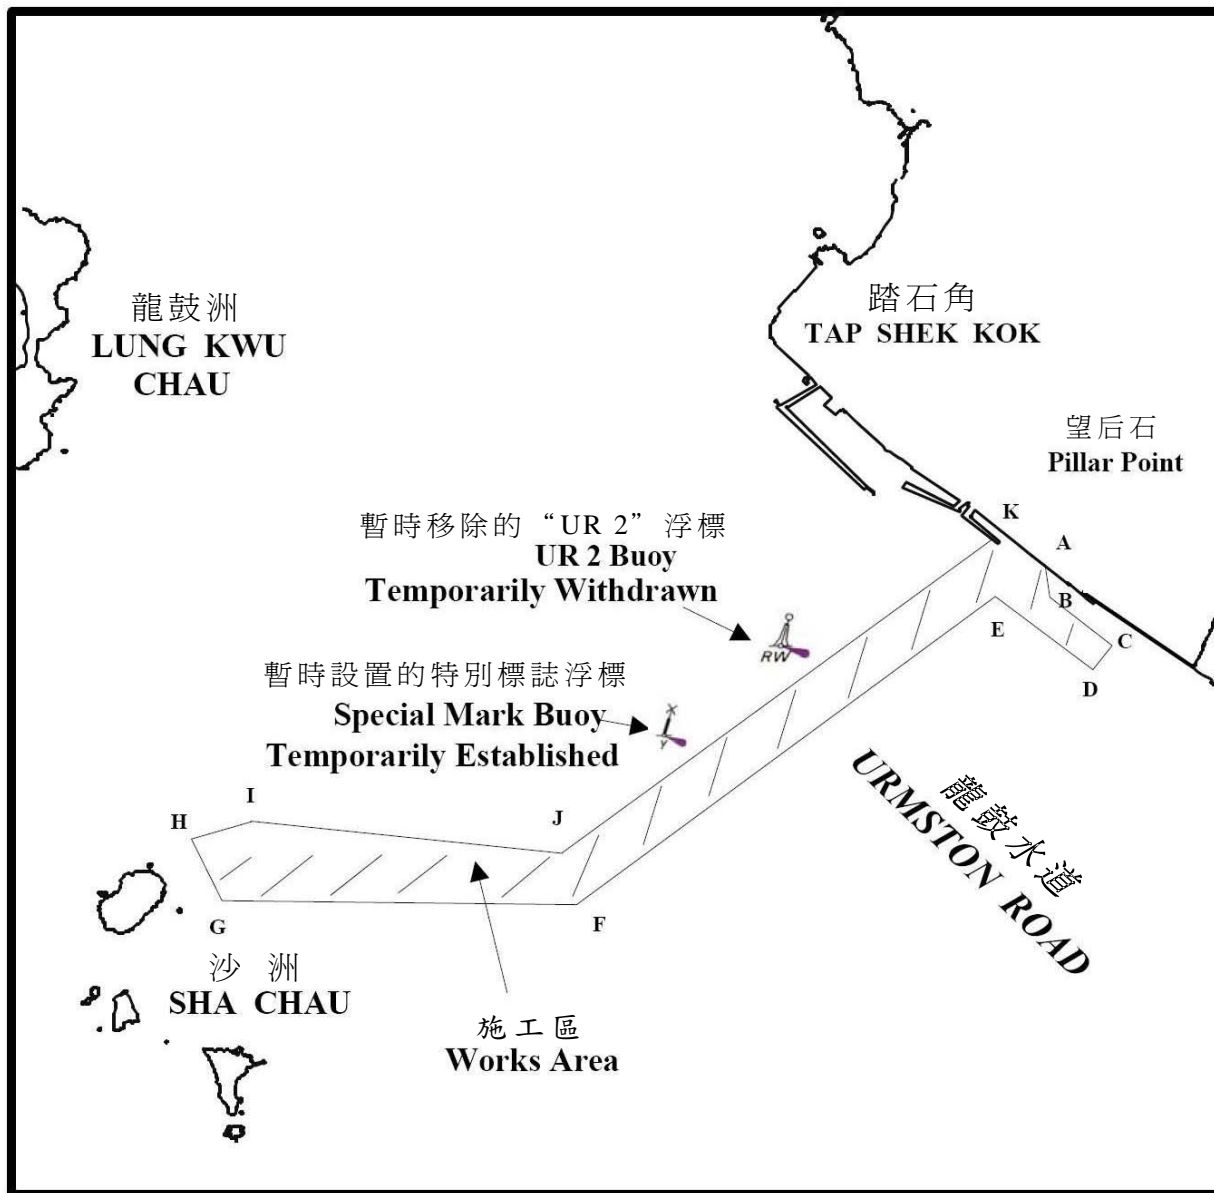 龍鼓洲
LUNG KWU
CHAU
踏石角
TAP SHEK KOK
望后石
Pillar Point
暫時移除的“UR 2”浮標
UR 2 Buoy
Temporarily Withdrawn
K
A
B
C
D
E
RW
暫時設置的特別標誌浮標
Special Mark Buoy
Temporarily Established
Y
I
H
J
G
F
龍鼓水道
URMSTON ROAD
沙洲
SHA CHAU
施工區
Works Area